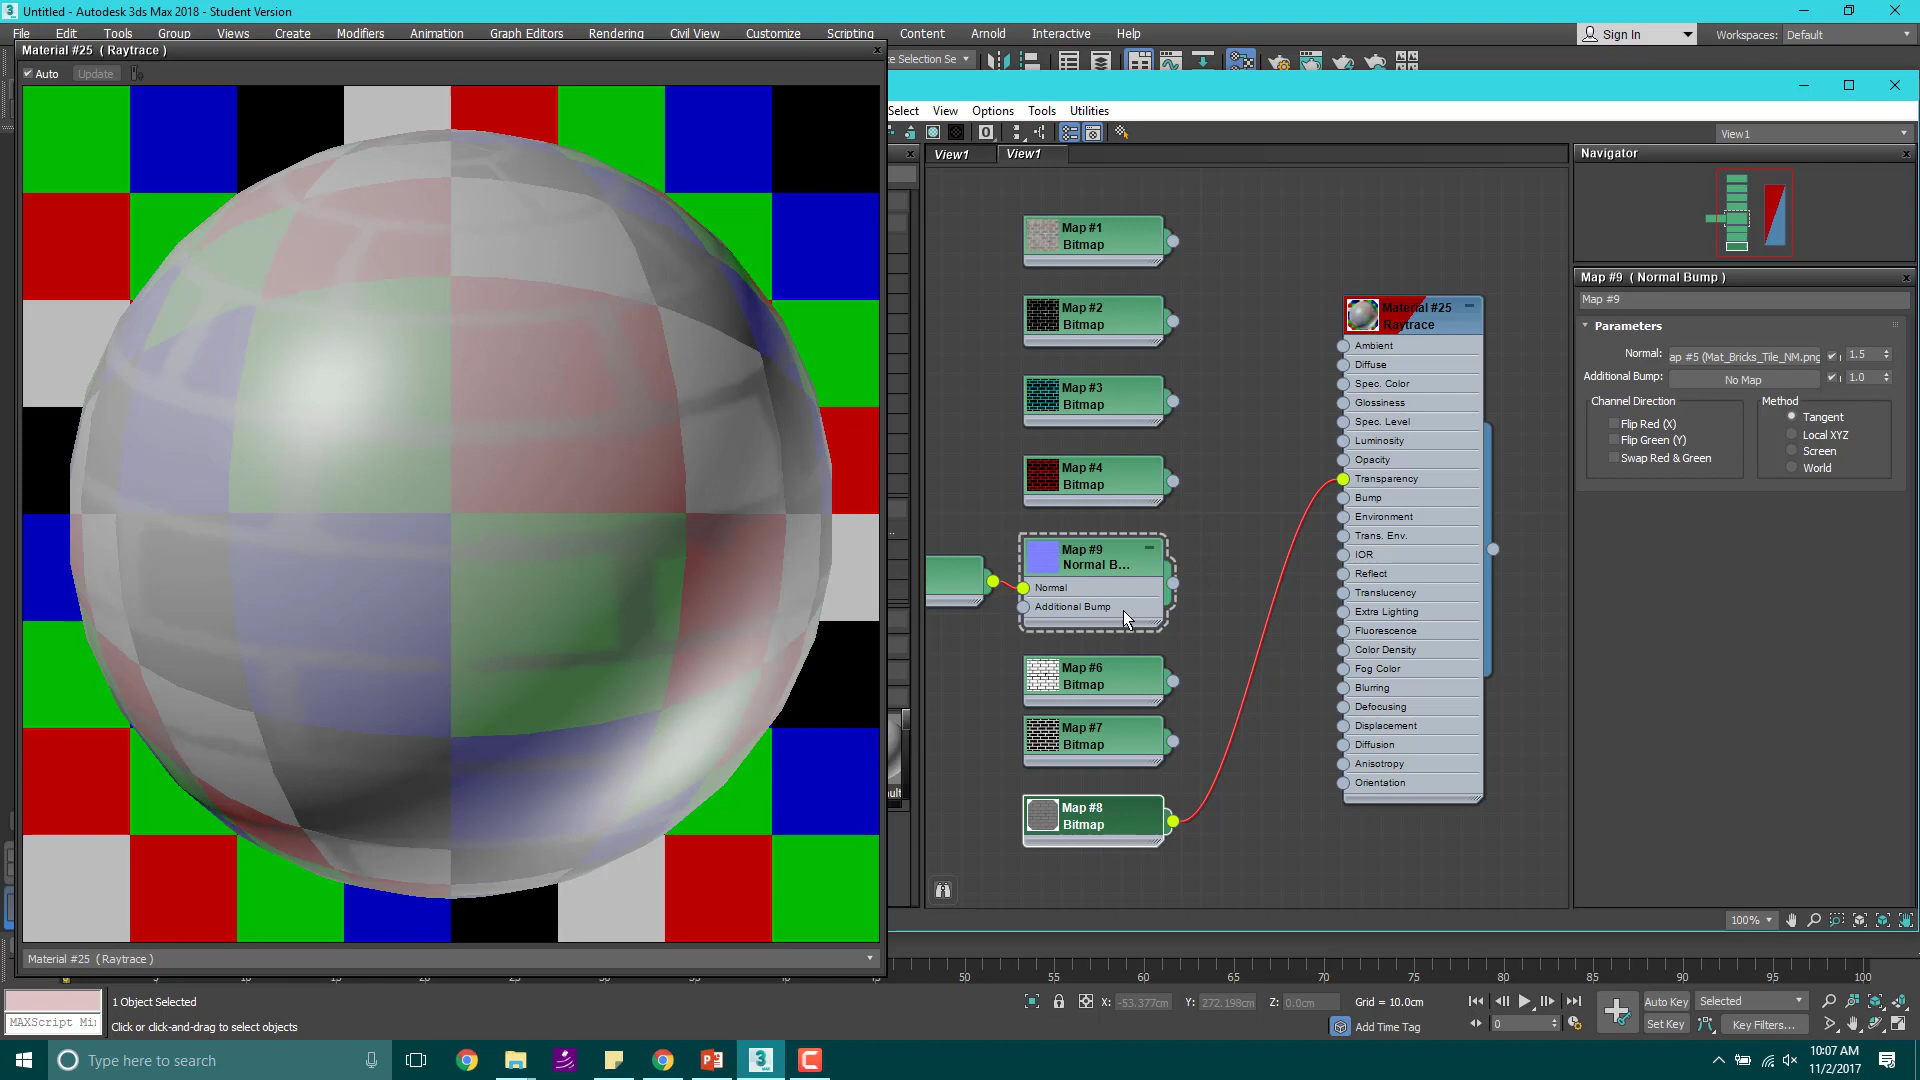 Untitled - Autodesk 3ds Max 2018 - Student Version
File Edit Tools Group Views Create Modifiers Animation Graph Editors Rendering Civil View Customize Scripting Content Arnold Interactive Help
Sign In
Workspaces: Default
Material #25 ( Raytrace )
Auto Update
e Selection Se
Select View Options Tools Utilities
View1
View1 View1
Navigator
Map #1
Bitmap
Map #2
Bitmap
Map #3
Bitmap
Map #4
Bitmap
Map #9
Normal B...
Normal
Additional Bump
Map #6
Bitmap
Map #7
Bitmap
Map #8
Bitmap
Material #25
Raytrace
Ambient
Diffuse
Spec. Color
Glossiness
Spec. Level
Luminosity
Opacity
Transparency
Bump
Environment
Trans. Env.
IOR
Reflect
Translucency
Extra Lighting
Fluorescence
Color Density
Fog Color
Blurring
Defocusing
Displacement
Diffusion
Anisotropy
Orientation
Map #9 ( Normal Bump )
Map #9
Parameters
Normal: ap #5 (Mat_Bricks_Tile_NM.png 1.5
Additional Bump: No Map 1.0
Channel Direction
Flip Red (X)
Flip Green (Y)
Swap Red & Green
Method
Tangent
Local XYZ
Screen
World
100%
Material #25 ( Raytrace )
50 55 60 65 70 75 80 85 90 95 100
1 Object Selected
MAXScript Mi
Click or click-and-drag to select objects
X: -53.377cm Y: 272.198cm Z: 0.0cm Grid = 10.0cm
Add Time Tag
0
Auto Key Selected
Set Key Key Filters...
Type here to search
10:07 AM
11/2/2017